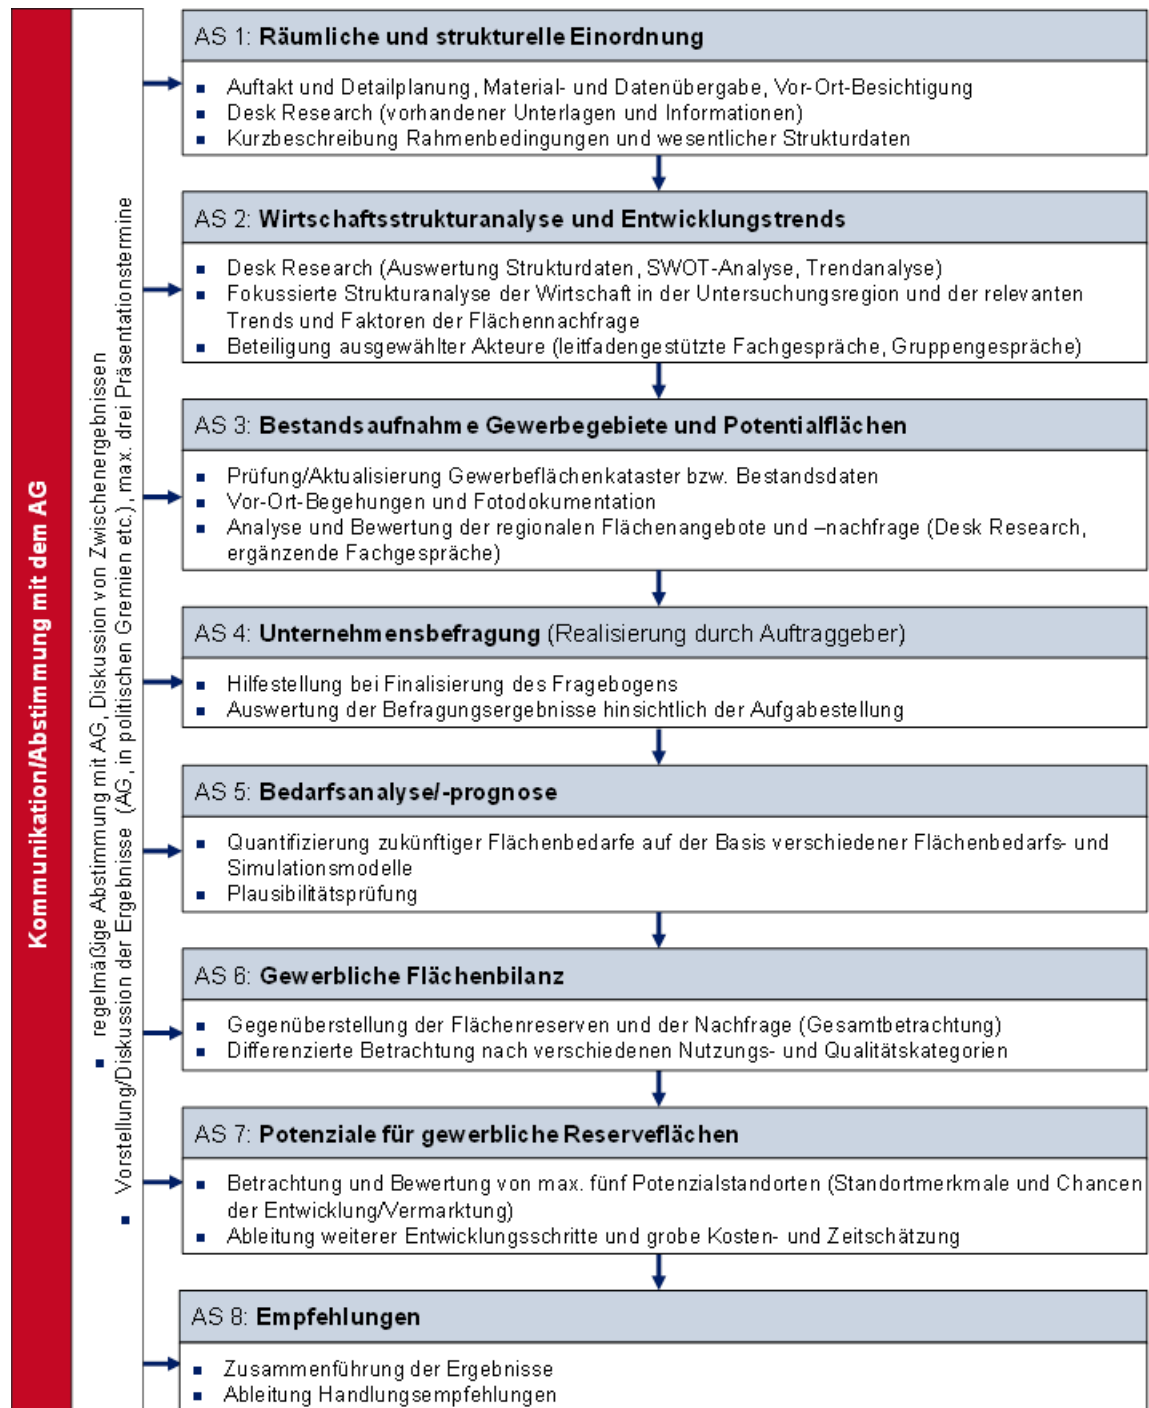 Kommunikation/Abstimmung mit dem AG
▪ regelmäßige Abstimmung mit AG, Diskussion von Zwischenergebnissen
▪ Vorstellung/Diskussion der Ergebnisse (AG, in politischen Gremien etc.), max. drei Präsentationstermine
AS 1: Räumliche und strukturelle Einordnung
▪ Auftakt und Detailplanung, Material- und Datenübergabe, Vor-Ort-Besichtigung
▪ Desk Research (vorhandener Unterlagen und Informationen)
▪ Kurzbeschreibung Rahmenbedingungen und wesentlicher Strukturdaten
AS 2: Wirtschaftsstrukturanalyse und Entwicklungstrends
▪ Desk Research (Auswertung Strukturdaten, SWOT-Analyse, Trendanalyse)
▪ Fokussierte Strukturanalyse der Wirtschaft in der Untersuchungsregion und der relevanten
Trends und Faktoren der Flächennachfrage
▪ Beteiligung ausgewählter Akteure (leitfadengestützte Fachgespräche, Gruppengespräche)
AS 3: Bestandsaufnahme Gewerbegebiete und Potentialflächen
▪ Prüfung/Aktualisierung Gewerbeflächenkataster bzw. Bestandsdaten
▪ Vor-Ort-Begehungen und Fotodokumentation
▪ Analyse und Bewertung der regionalen Flächenangebote und –nachfrage (Desk Research,
ergänzende Fachgespräche)
AS 4: Unternehmensbefragung (Realisierung durch Auftraggeber)
▪ Hilfestellung bei Finalisierung des Fragebogens
▪ Auswertung der Befragungsergebnisse hinsichtlich der Aufgabestellung
AS 5: Bedarfsanalyse/-prognose
▪ Quantifizierung zukünftiger Flächenbedarfe auf der Basis verschiedener Flächenbedarfs- und
Simulationsmodelle
▪ Plausibilitätsprüfung
AS 6: Gewerbliche Flächenbilanz
▪ Gegenüberstellung der Flächenreserven und der Nachfrage (Gesamtbetrachtung)
▪ Differenzierte Betrachtung nach verschiedenen Nutzungs- und Qualitätskategorien
AS 7: Potenziale für gewerbliche Reserveflächen
▪ Betrachtung und Bewertung von max. fünf Potenzialstandorten (Standortmerkmale und Chancen
der Entwicklung/Vermarktung)
▪ Ableitung weiterer Entwicklungsschritte und grobe Kosten- und Zeitschätzung
AS 8: Empfehlungen
▪ Zusammenführung der Ergebnisse
▪ Ableitung Handlungsempfehlungen